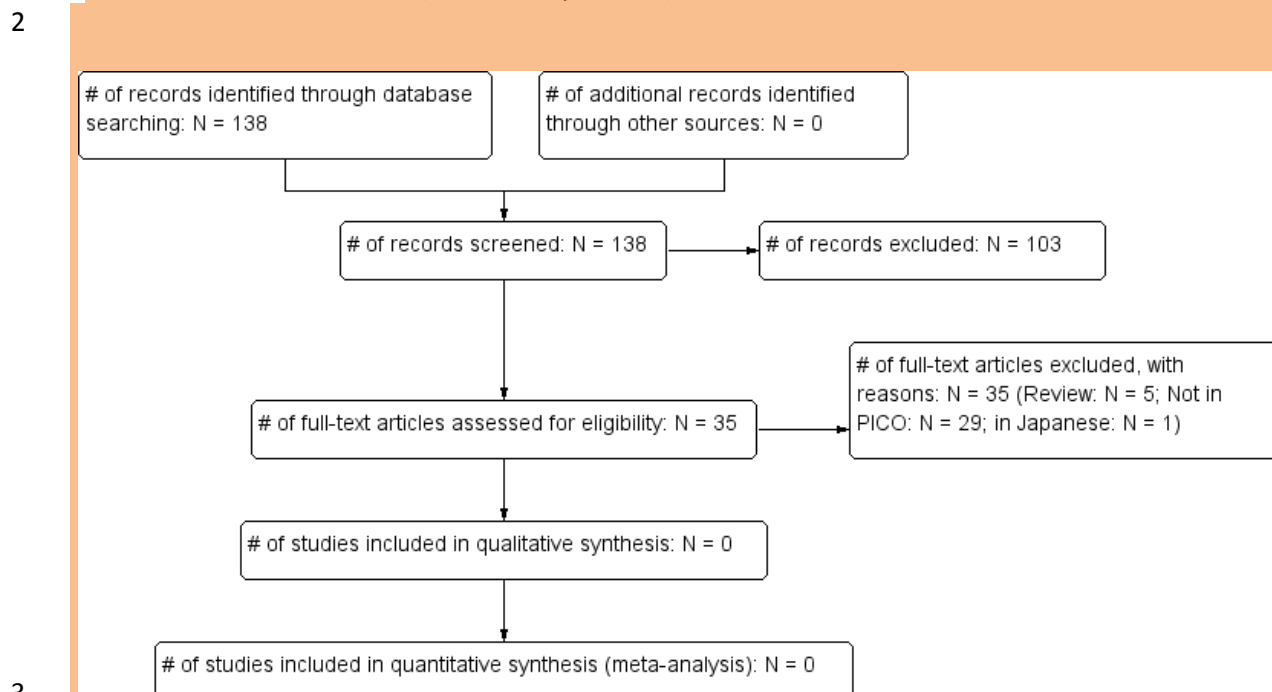 2
# of records identified through database
searching: N = 138
# of additional records identified
through other sources: N = 0
# of records screened: N = 138
# of records excluded: N = 103
# of full-text articles excluded, with
reasons: N = 35 (Review: N = 5; Not in
PICO: N = 29; in Japanese: N = 1)
# of full-text articles assessed for eligibility: N = 35
# of studies included in qualitative synthesis: N = 0
# of studies included in quantitative synthesis (meta-analysis): N = 0